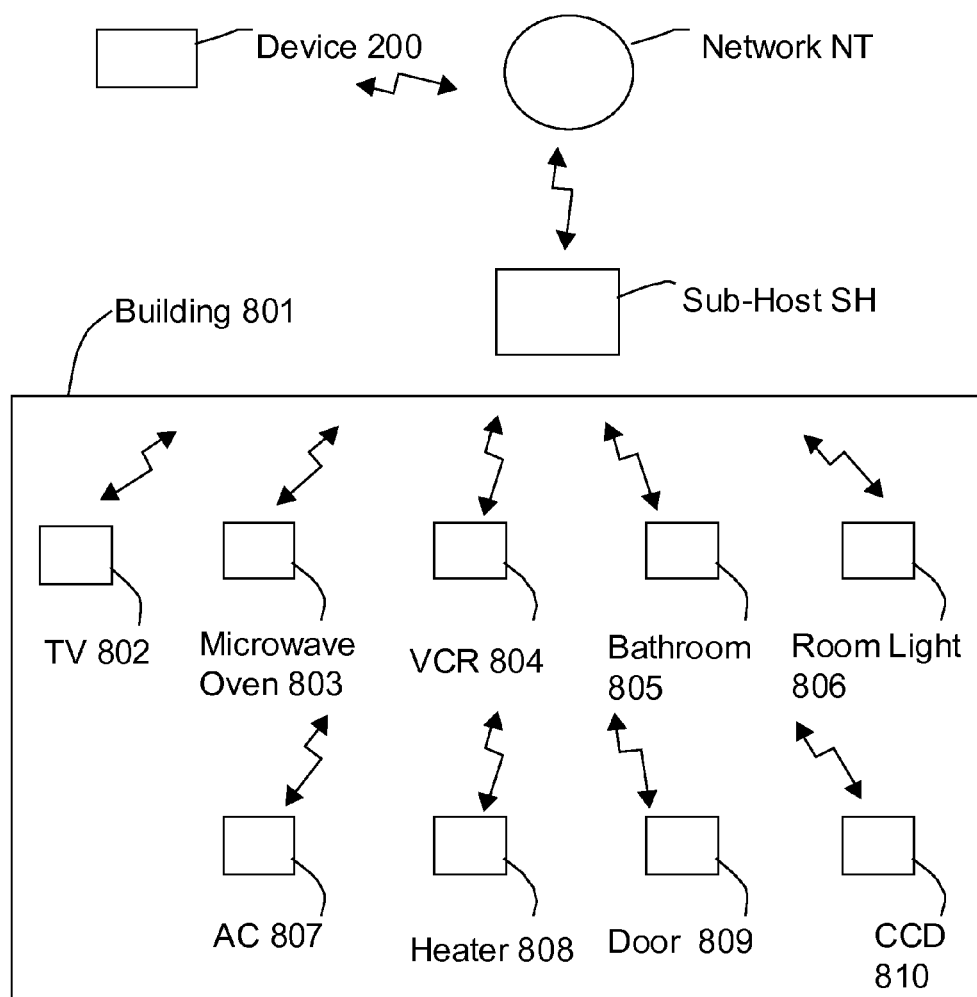 Device 200
Network NT
Sub-Host SH
Building 801
TV 802
Microwave
Oven 803
VCR 804
Bathroom
805
Room Light
806
AC 807
Heater 808
Door 809
CCD
810